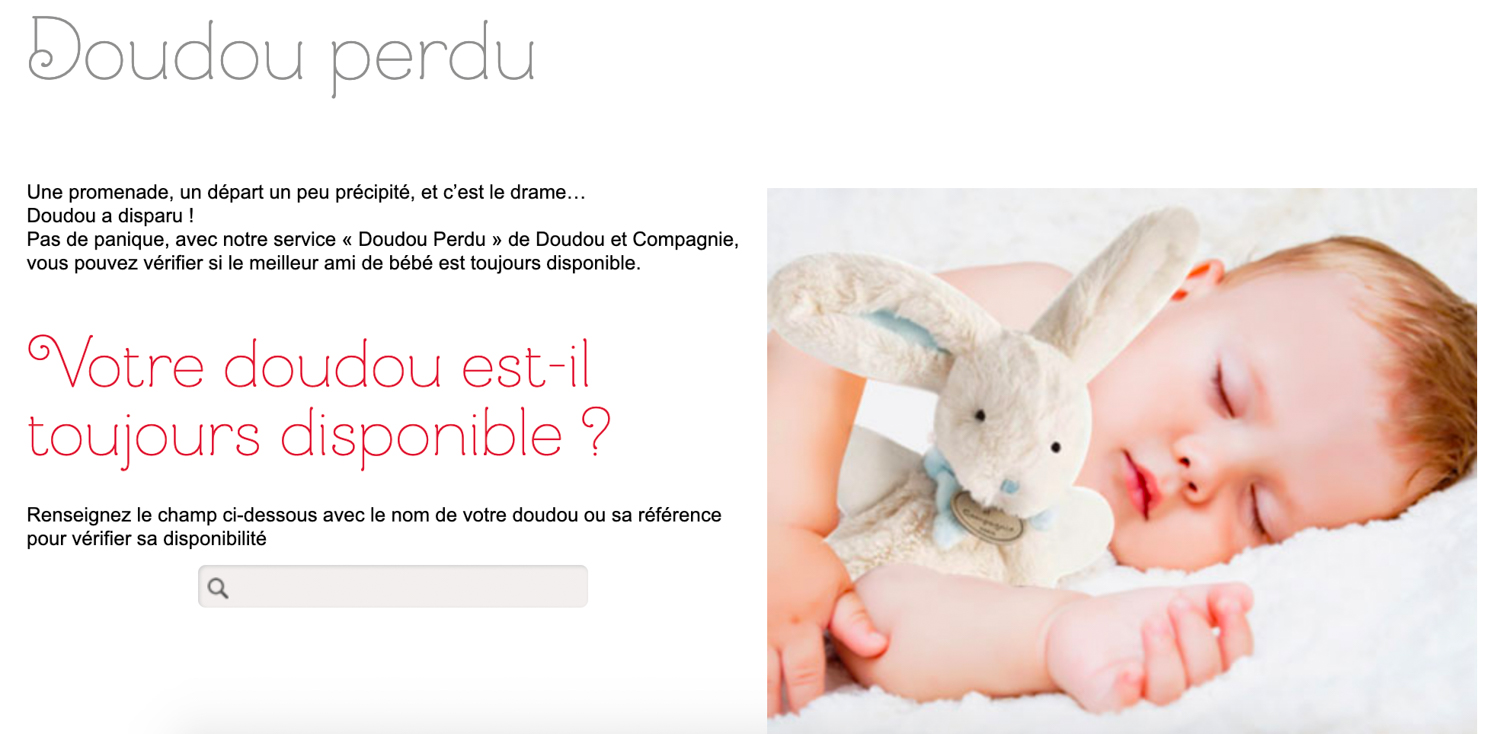 Doudou perdu
Une promenade, un départ un peu précipité, et c’est le drame…
Doudou a disparu !
Pas de panique, avec notre service « Doudou Perdu » de Doudou et Compagnie,
vous pouvez vérifier si le meilleur ami de bébé est toujours disponible.
Votre doudou est-il
toujours disponible ?
Renseignez le champ ci-dessous avec le nom de votre doudou ou sa référence
pour vérifier sa disponibilité
Compagnie